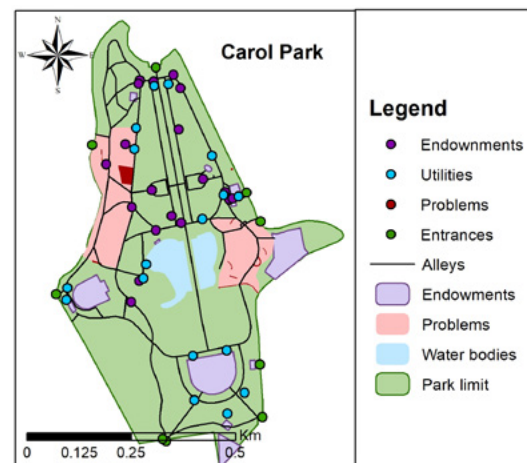 N
W
E
S
Carol Park
Legend
Endownments
Utilities
Problems
Entrances
Alleys
Endowments
Problems
Water bodies
Park limit
Km
0 0.125 0.25 0.5